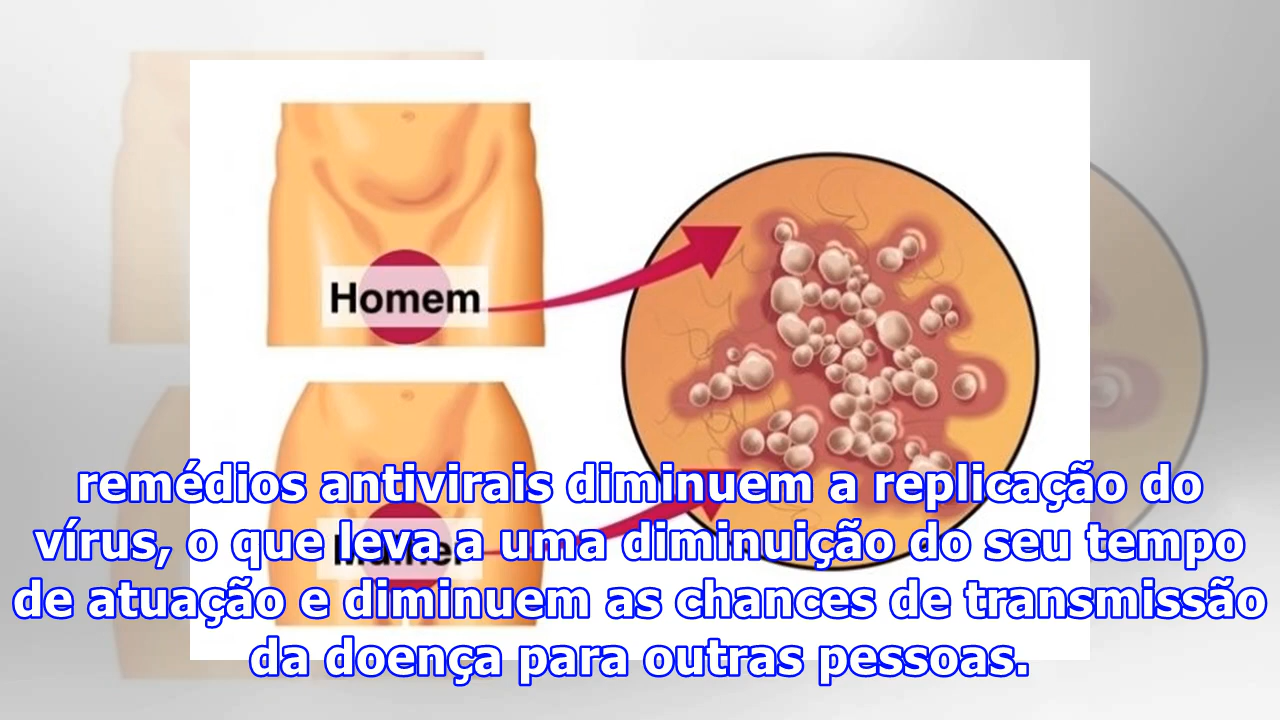 Homem
Mulher
remédios antivirais diminuem a replicação do
vírus, o que leva a uma diminuição do seu tempo
de atuação e diminuem as chances de transmissão
da doença para outras pessoas.